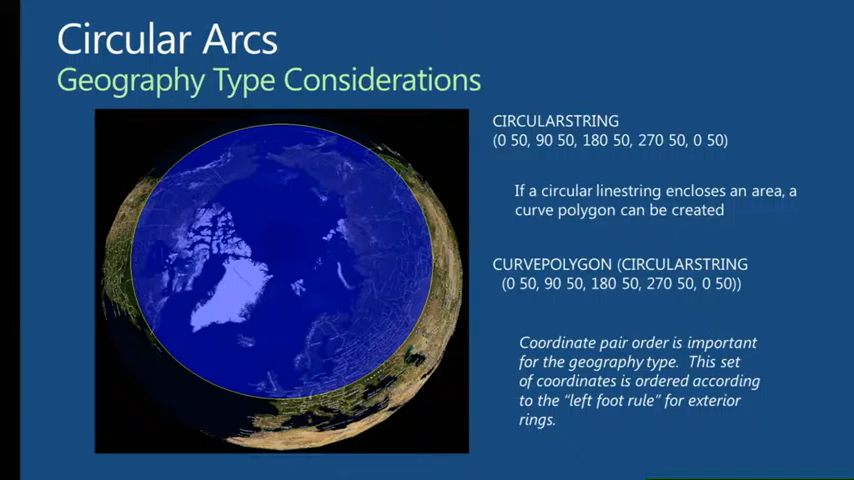 Circular Arcs
Geography Type Considerations
CIRCULARSTRING
(0 50, 90 50, 180 50, 270 50, 0 50)
If a circular linestring encloses an area, a
curve polygon can be created
CURVEPOLYGON (CIRCULARSTRING
(0 50, 90 50, 180 50, 270 50, 0 50))
Coordinate pair order is important
for the geography type. This set
of coordinates is ordered according
to the “left foot rule” for exterior
rings.